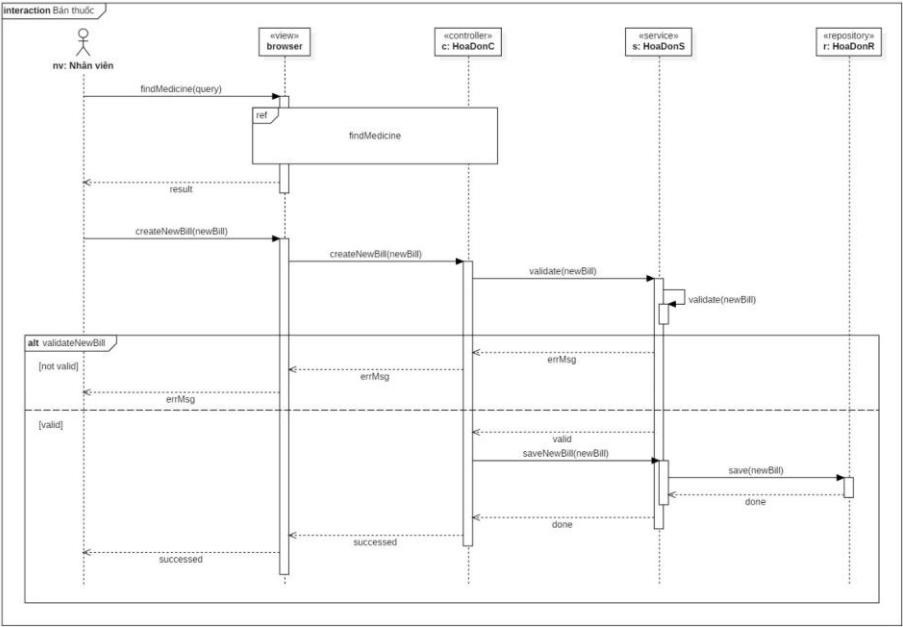 interaction Bán thuốc
nv: Nhân viên
«view»
browser
«controller»
c: HoaDonC
«service»
s: HoaDonS
«repository»
r: HoaDonR
findMedicine(query)
ref
findMedicine
result
createNewBill(newBill)
createNewBill(newBill)
validate(newBill)
validate(newBill)
alt validateNewBill
[not valid]
errMsg
errMsg
errMsg
[valid]
valid
saveNewBill(newBill)
save(newBill)
done
done
successed
successed